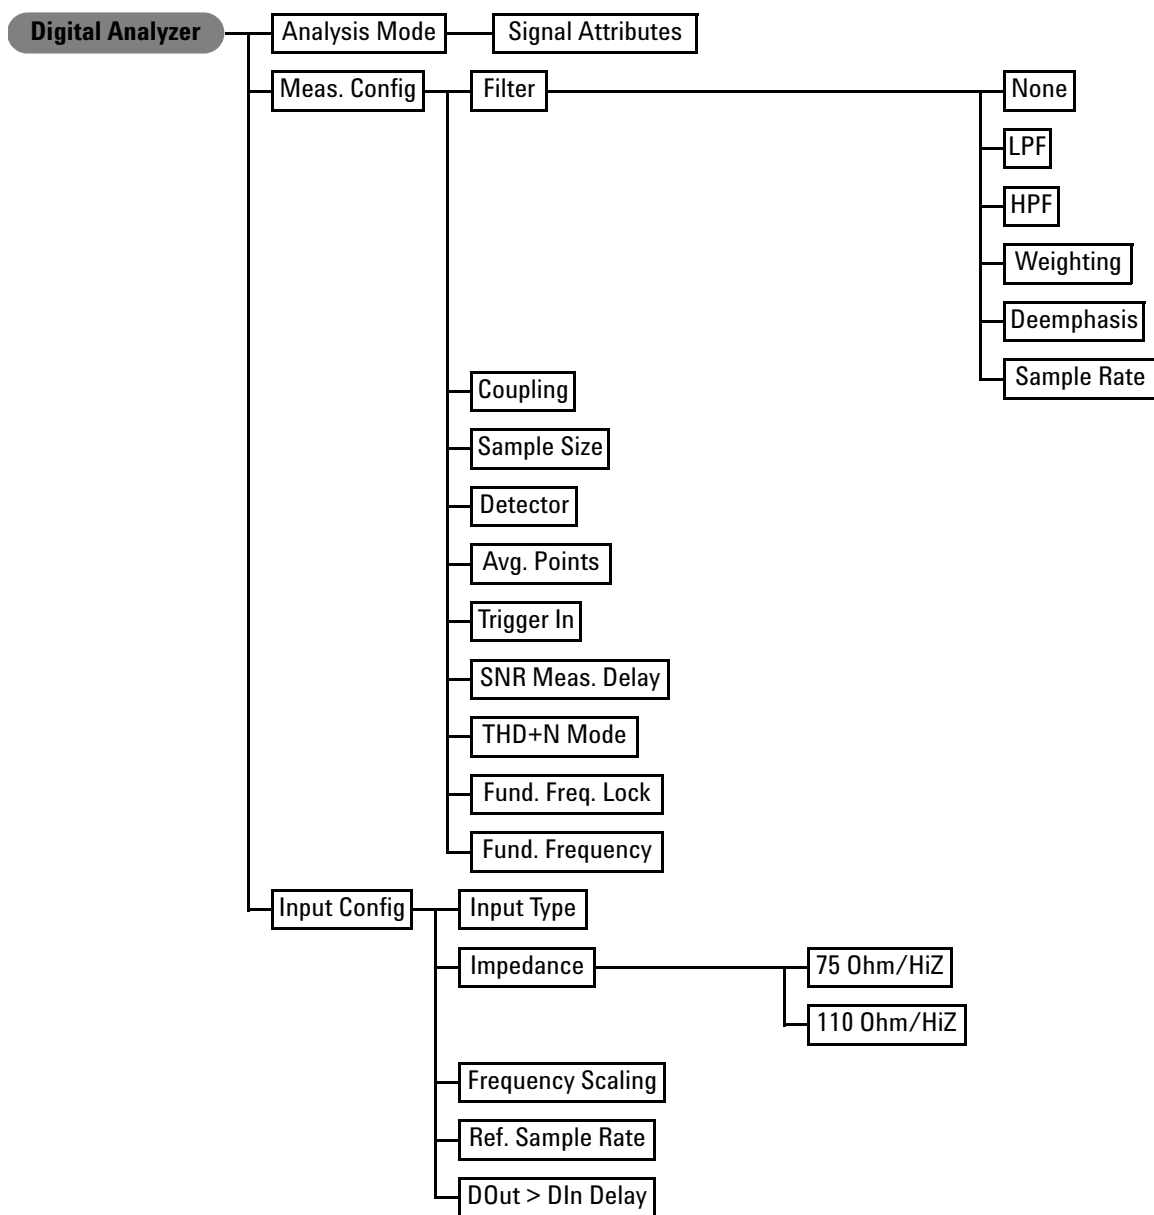 Digital Analyzer
Analysis Mode
Signal Attributes
Meas. Config
Filter
None
LPF
HPF
Weighting
Deemphasis
Sample Rate
Coupling
Sample Size
Detector
Avg. Points
Trigger In
SNR Meas. Delay
THD+N Mode
Fund. Freq. Lock
Fund. Frequency
Input Config
Input Type
Impedance
75 Ohm/HiZ
110 Ohm/HiZ
Frequency Scaling
Ref. Sample Rate
DOut > DIn Delay